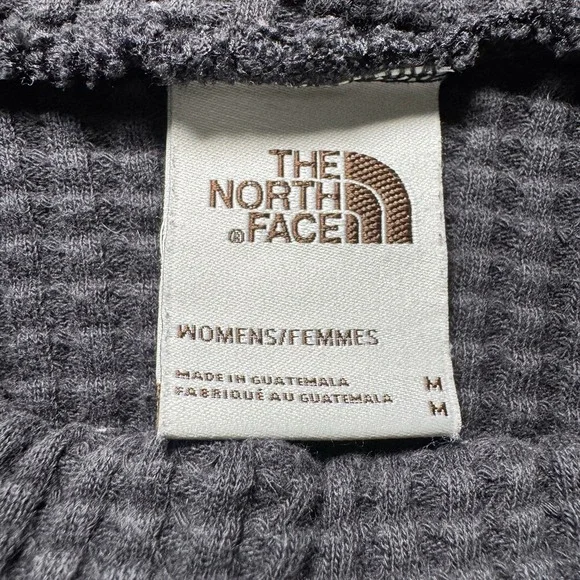 THE
NORTH
® FACE
WOMENS/FEMMES
MADE IN GUATEMALA M
FABRIQUÉ AU GUATEMALA M